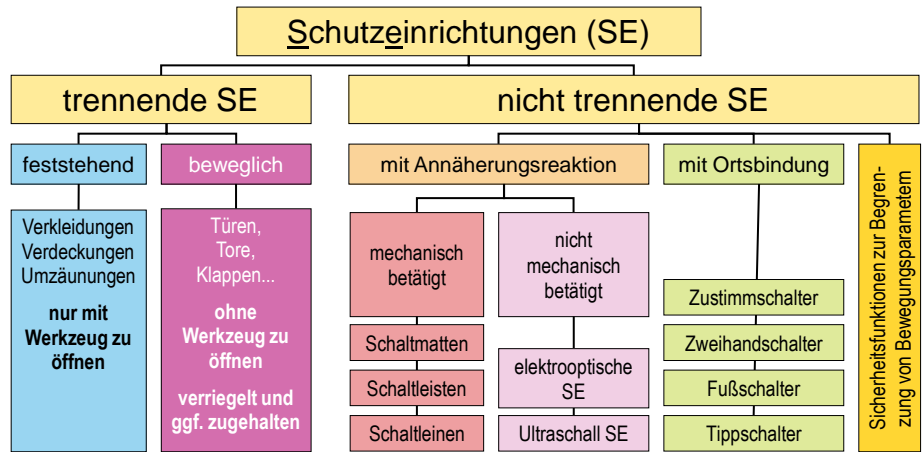 Schutzeinrichtungen (SE)
trennende SE
nicht trennende SE
feststehend
beweglich
mit Annäherungsreaktion
mit Ortsbindung
Verkleidungen
Verdeckungen
Umzäunungen
nur mit
Werkzeug zu
öffnen
Türen,
Tore,
Klappen...
ohne
Werkzeug zu
öffnen
verriegelt und
ggf. zugehalten
mechanisch
betätigt
Schaltmatten
Schaltleisten
Schaltleinen
nicht
mechanisch
betätigt
elektrooptische
SE
Ultraschall SE
Zustimmschalter
Zweihandschalter
Fußschalter
Tippschalter
Sicherheitsfunktionen zur Begren-
zung von Bewegungsparametern